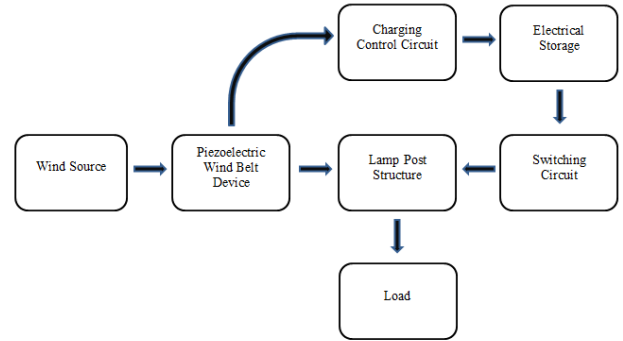 Charging
Control Circuit
Electrical
Storage
Wind Source
Piezoelectric
Wind Belt
Device
Lamp Post
Structure
Switching
Circuit
Load